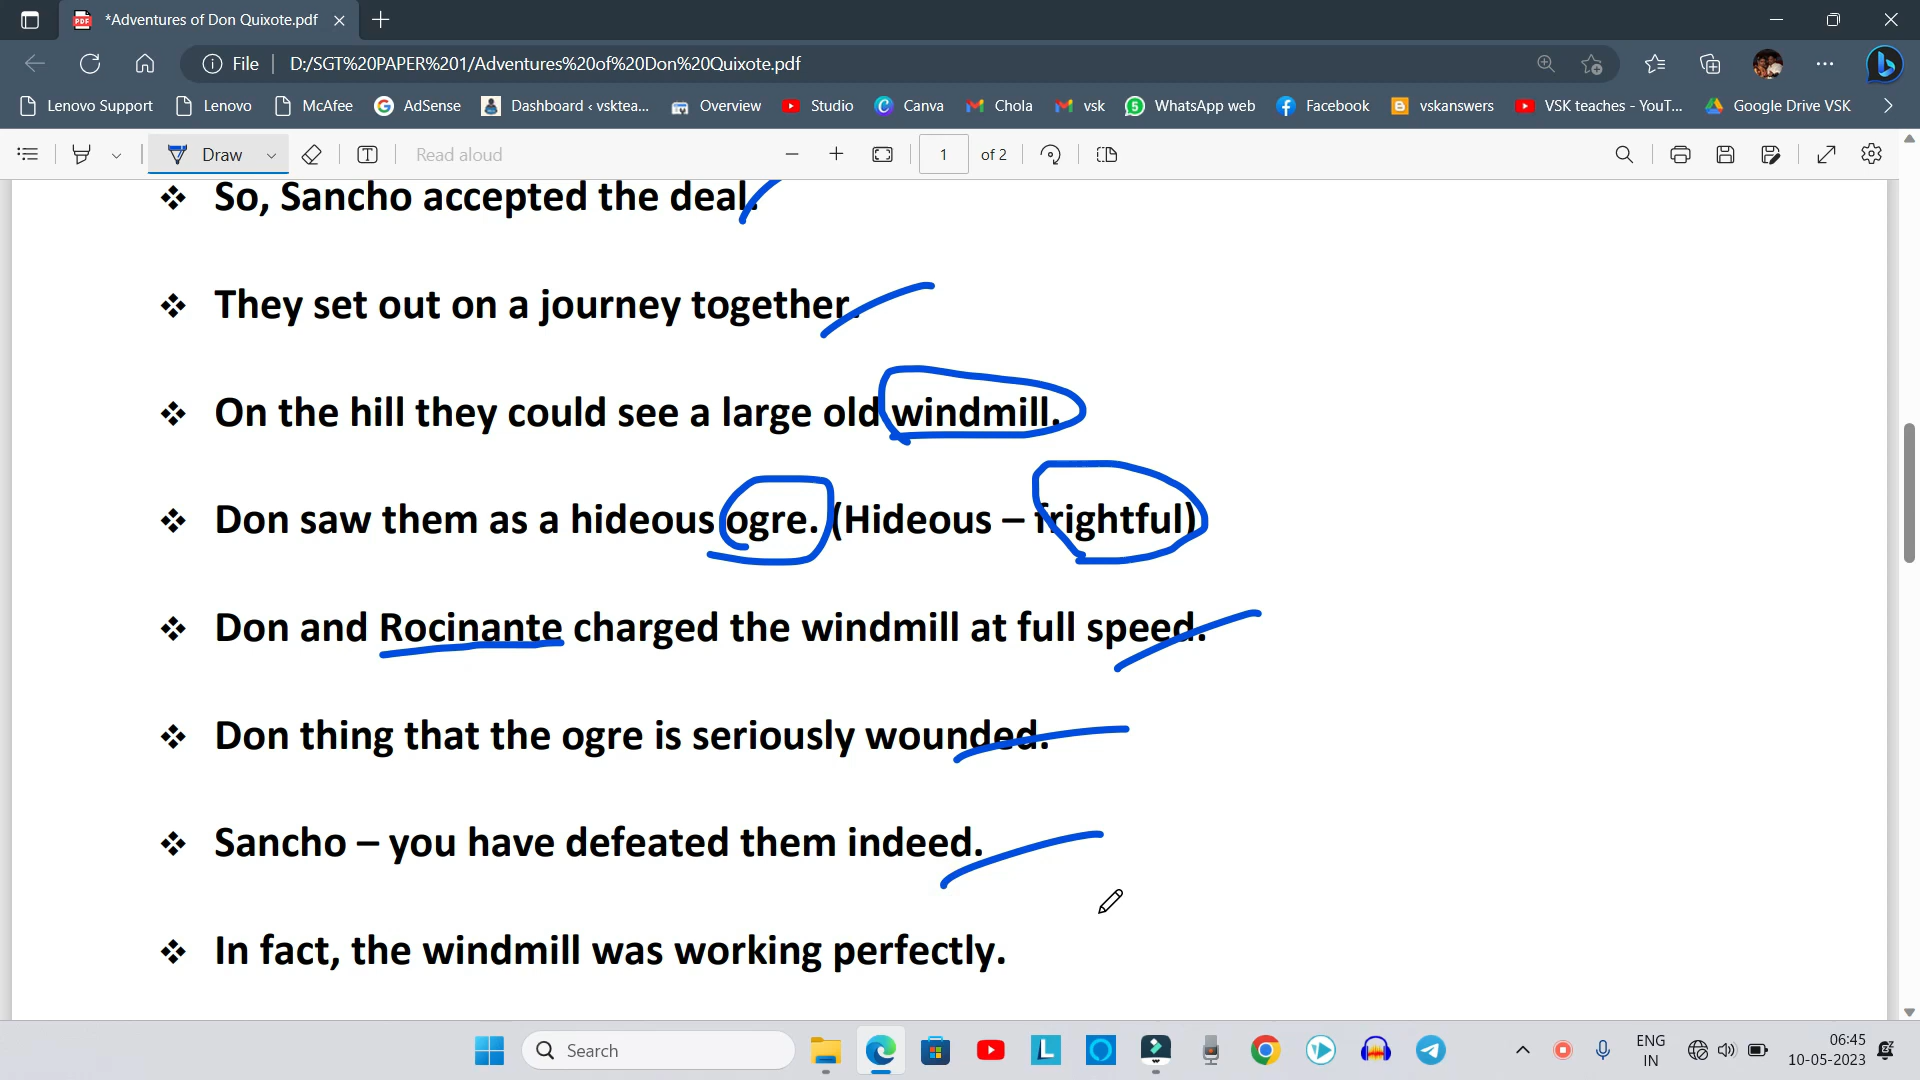 *Adventures of Don Quixote.pdf
File D:/SGT%20PAPER%201/Adventures%20of%20Don%20Quixote.pdf
Lenovo Support Lenovo McAfee AdSense Dashboard ‹ vsktea... Overview Studio Canva Chola vsk WhatsApp web Facebook vskanswers VSK teaches - YouT... Google Drive VSK
Draw Read aloud 1 of 2
❖ So, Sancho accepted the deal.
❖ They set out on a journey together.
❖ On the hill they could see a large old windmill.
❖ Don saw them as a hideous ogre. (Hideous – frightful)
❖ Don and Rocinante charged the windmill at full speed.
❖ Don thing that the ogre is seriously wounded.
❖ Sancho – you have defeated them indeed.
❖ In fact, the windmill was working perfectly.
Search
ENG
IN
06:45
10-05-2023